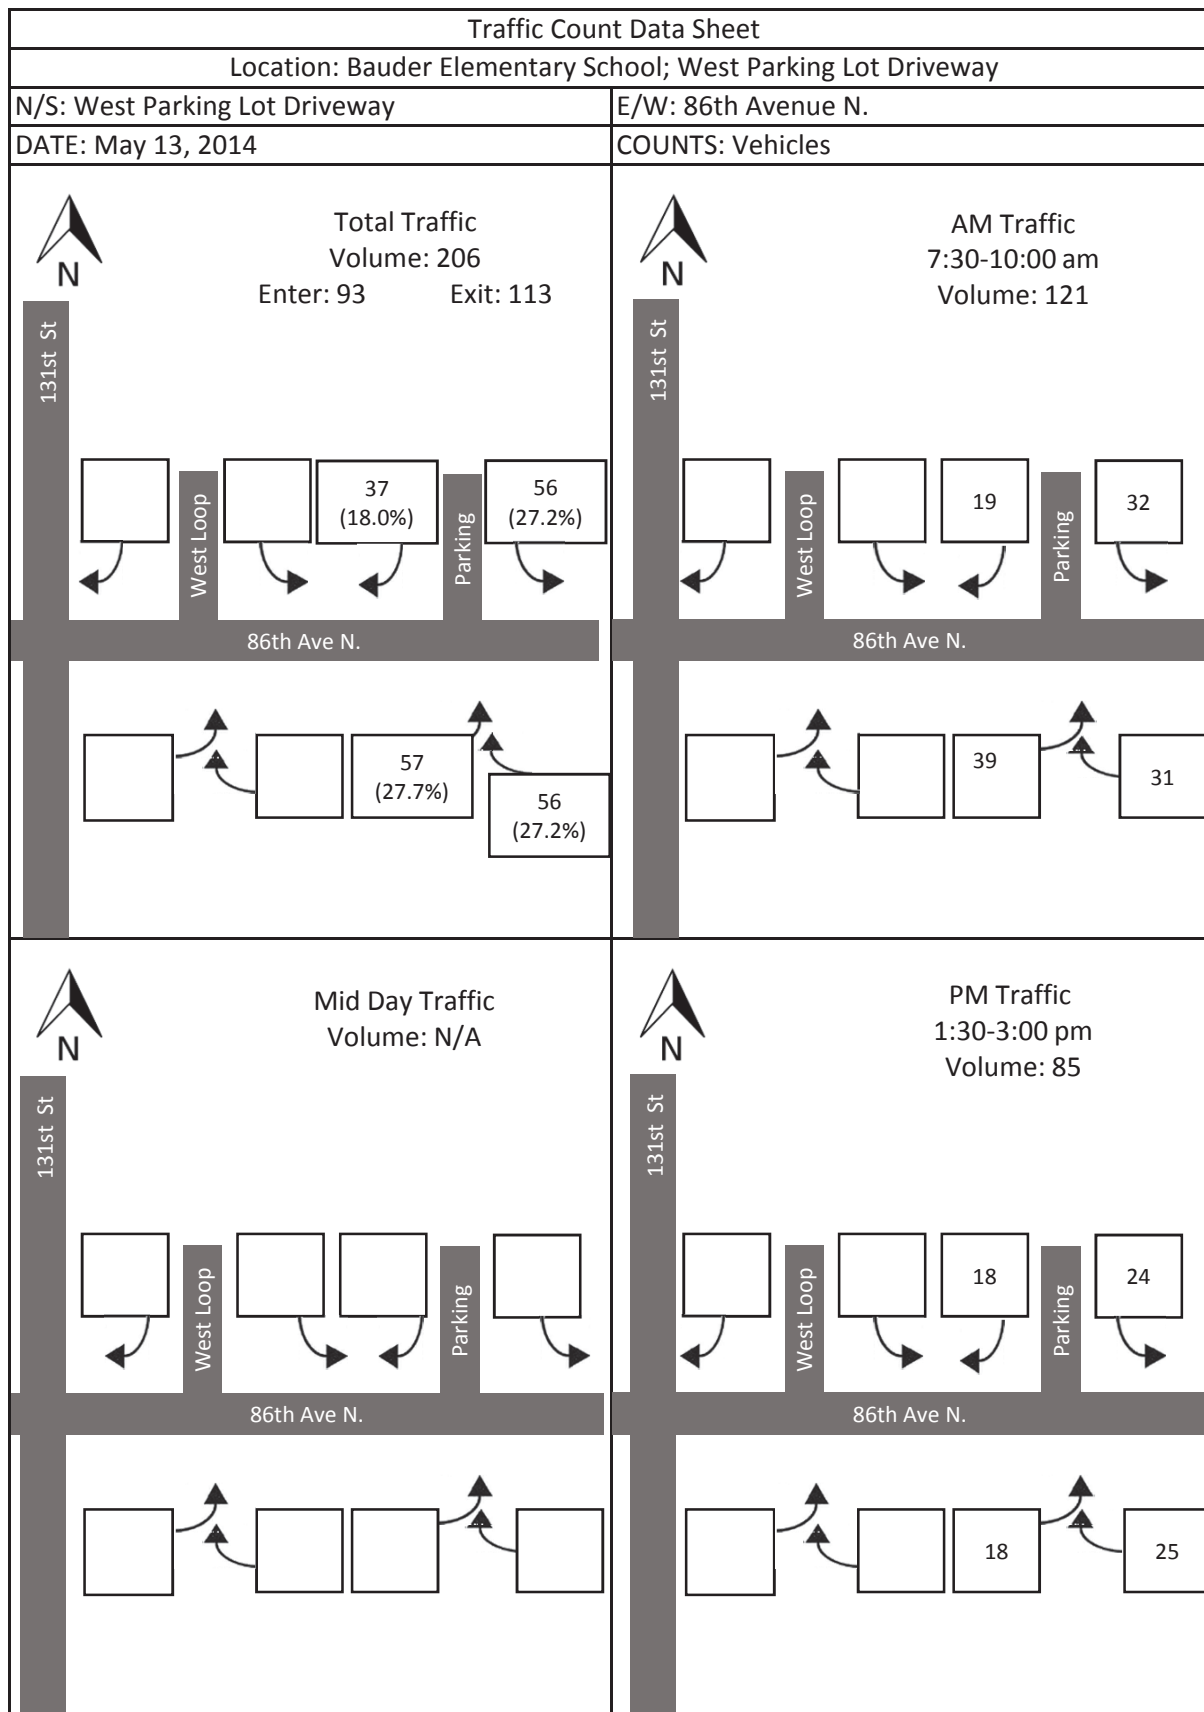 Traffic Count Data Sheet
Location: Bauder Elementary School; West Parking Lot Driveway
N/S: West Parking Lot Driveway
E/W: 86th Avenue N.
DATE: May 13, 2014
COUNTS: Vehicles
N
Total Traffic
Volume: 206
Enter: 93 Exit: 113
131st St
West Loop
37
(18.0%)
Parking
56
(27.2%)
86th Ave N.
57
(27.7%)
56
(27.2%)
N
AM Traffic
7:30-10:00 am
Volume: 121
131st St
West Loop
19
Parking
32
86th Ave N.
39
31
N
Mid Day Traffic
Volume: N/A
131st St
West Loop
Parking
86th Ave N.
N
PM Traffic
1:30-3:00 pm
Volume: 85
131st St
West Loop
18
Parking
24
86th Ave N.
18
25